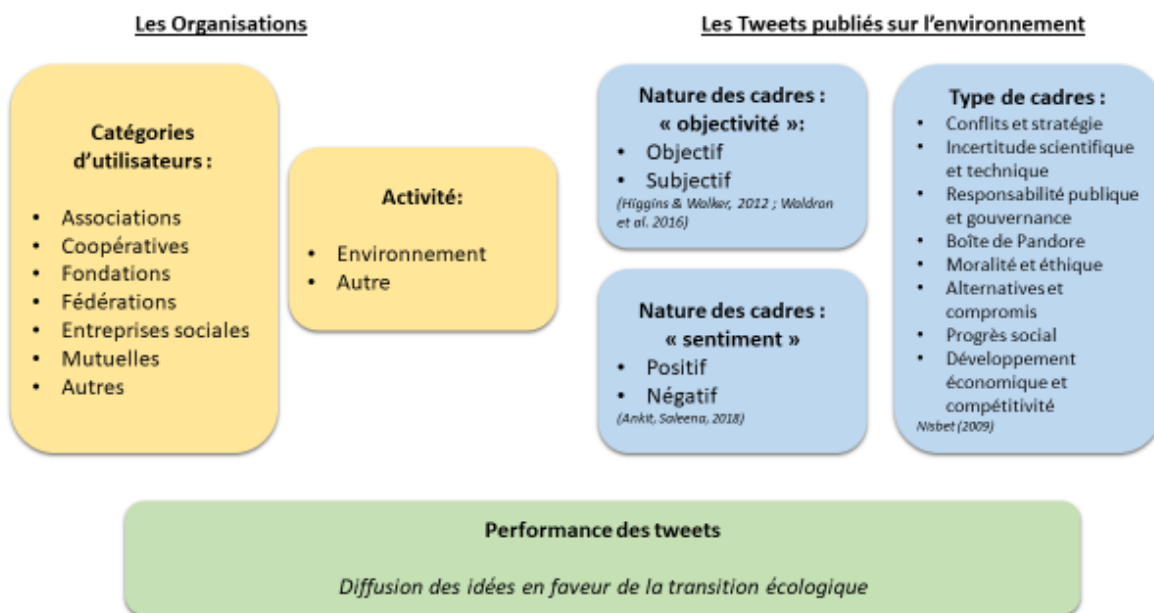 Les Organisations
Catégories
d'utilisateurs :
• Associations
• Coopératives
• Fondations
• Fédérations
• Entreprises sociales
• Mutuelles
• Autres
Activité:
• Environnement
• Autre
Les Tweets publiés sur l'environnement
Nature des cadres :
« objectivité »:
• Objectif
• Subjectif
(Higgins & Walker, 2012 ; Waldron
et al. 2016)
Nature des cadres :
« sentiment »
• Positif
• Négatif
(Ankit, Saleena, 2018)
Type de cadres :
• Conflits et stratégie
• Incertitude scientifique
et technique
• Responsabilité publique
et gouvernance
• Boîte de Pandore
• Moralité et éthique
• Alternatives et
compromis
• Progrès social
• Développement
économique et
compétitivité
Nisbet (2009)
Performance des tweets
Diffusion des idées en faveur de la transition écologique